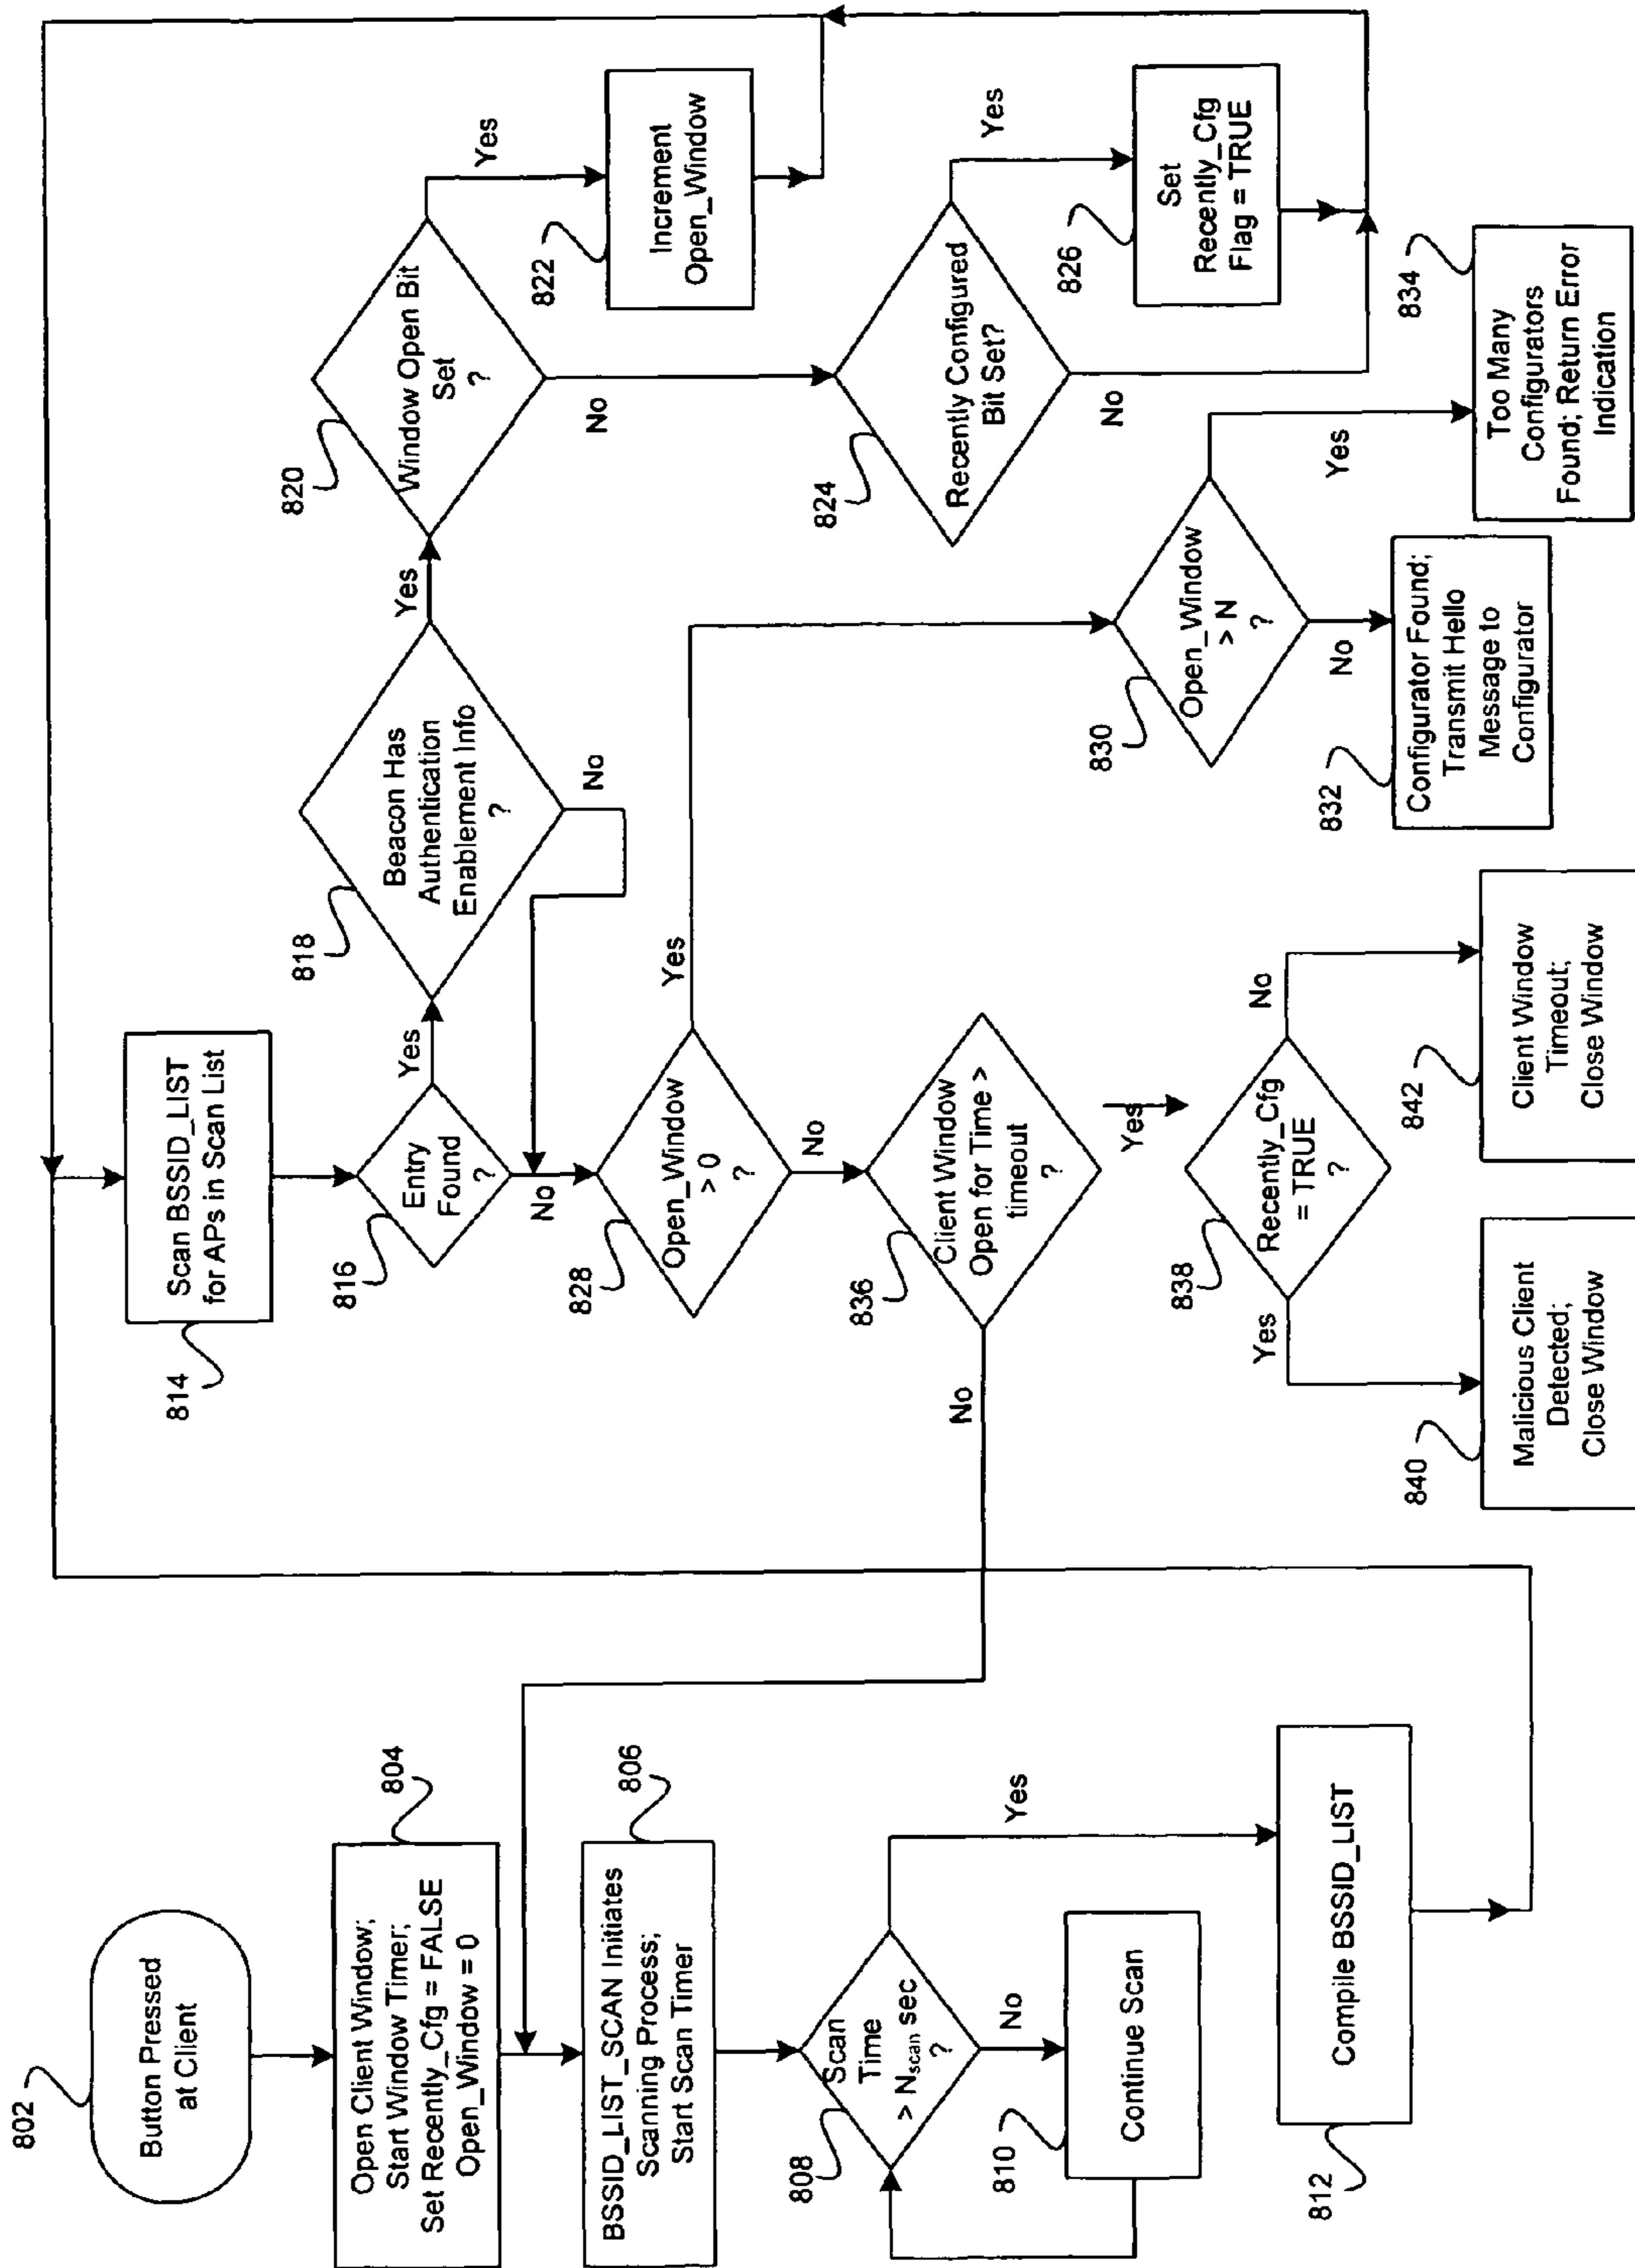 802
Button Pressed
at Client
804
Open Client Window;
Start Window Timer;
Set Recently_Cfg = FALSE
Open_Window = 0
806
BSSID_LIST_SCAN Initiates
Scanning Process;
Start Scan Timer
808
Scan
Time
> Nscan sec
?
Yes
No
810
Continue Scan
812
Compile BSSID_LIST
814
Scan BSSID_LIST
for APs in Scan List
816
Entry
Found
?
Yes
No
818
Beacon Has
Authentication
Enablement Info
?
Yes
No
820
Window Open Bit
Set
?
Yes
No
822
Increment
Open_Window
824
Recently Configured
Bit Set?
Yes
No
826
Set
Recently_Cfg
Flag = TRUE
828
Open_Window
> 0
?
Yes
No
830
Open_Window
> N
?
Yes
No
832
Configurator Found;
Transmit Hello
Message to
Configurator
834
Too Many
Configurators
Found; Return Error
Indication
836
Client Window
Open for Time >
timeout
?
No
Yes
838
Recently_Cfg
= TRUE
?
Yes
No
840
Malicious Client
Detected;
Close Window
842
Client Window
Timeout;
Close Window